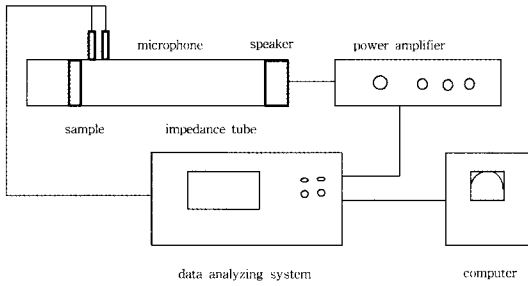 microphone
speaker
power amplifier
sample
impedance tube
data analyzing system
computer